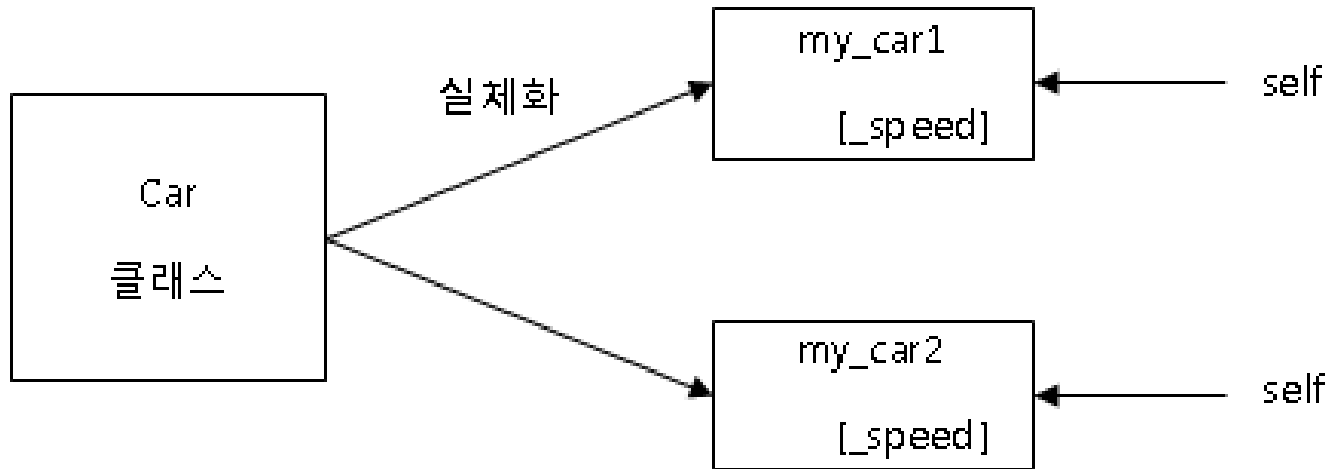 Car
클래스
실체화
my_car1
[_speed]
self
my_car2
[_speed]
self